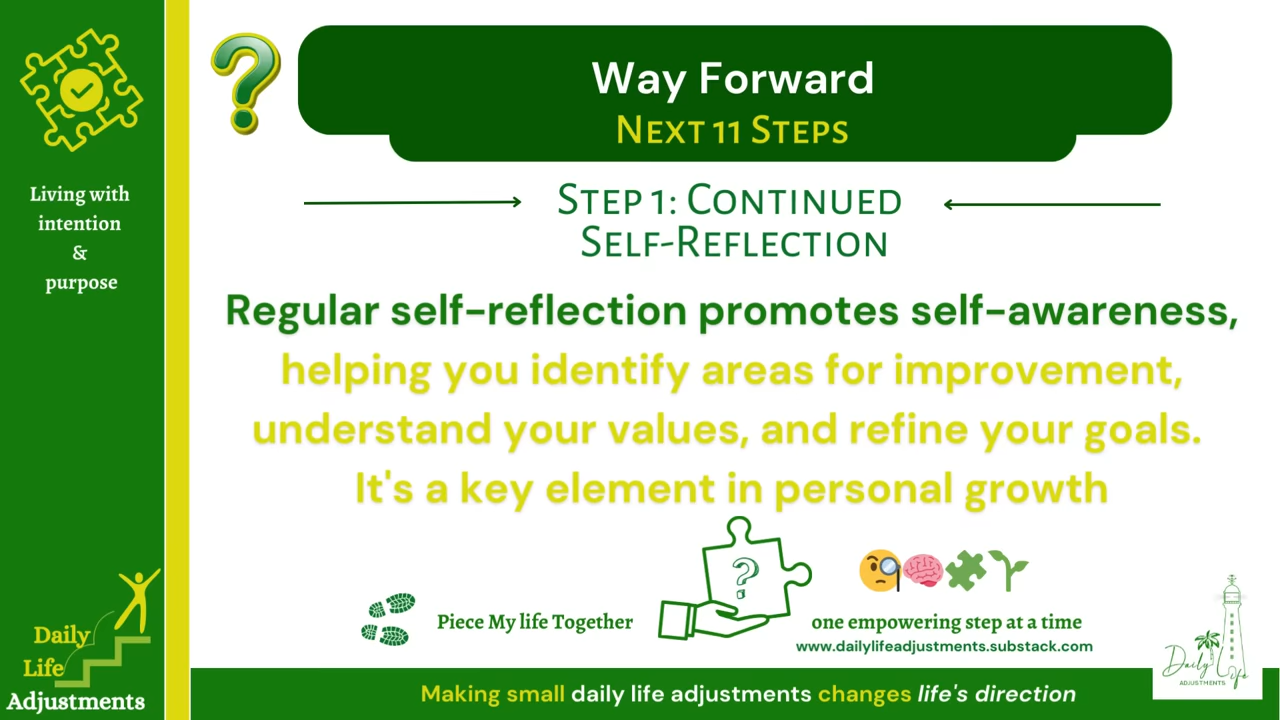 Living with
intention
&
purpose
Daily
Life
Adjustments
?
Way Forward
Next 11 Steps
Step 1: Continued
Self-Reflection
Regular self-reflection promotes self-awareness,
helping you identify areas for improvement,
understand your values, and refine your goals.
It's a key element in personal growth
?
Piece My life Together
one empowering step at a time
www.dailylifeadjustments.substack.com
Daily Life
ADJUSTMENTS
Making small daily life adjustments changes life's direction